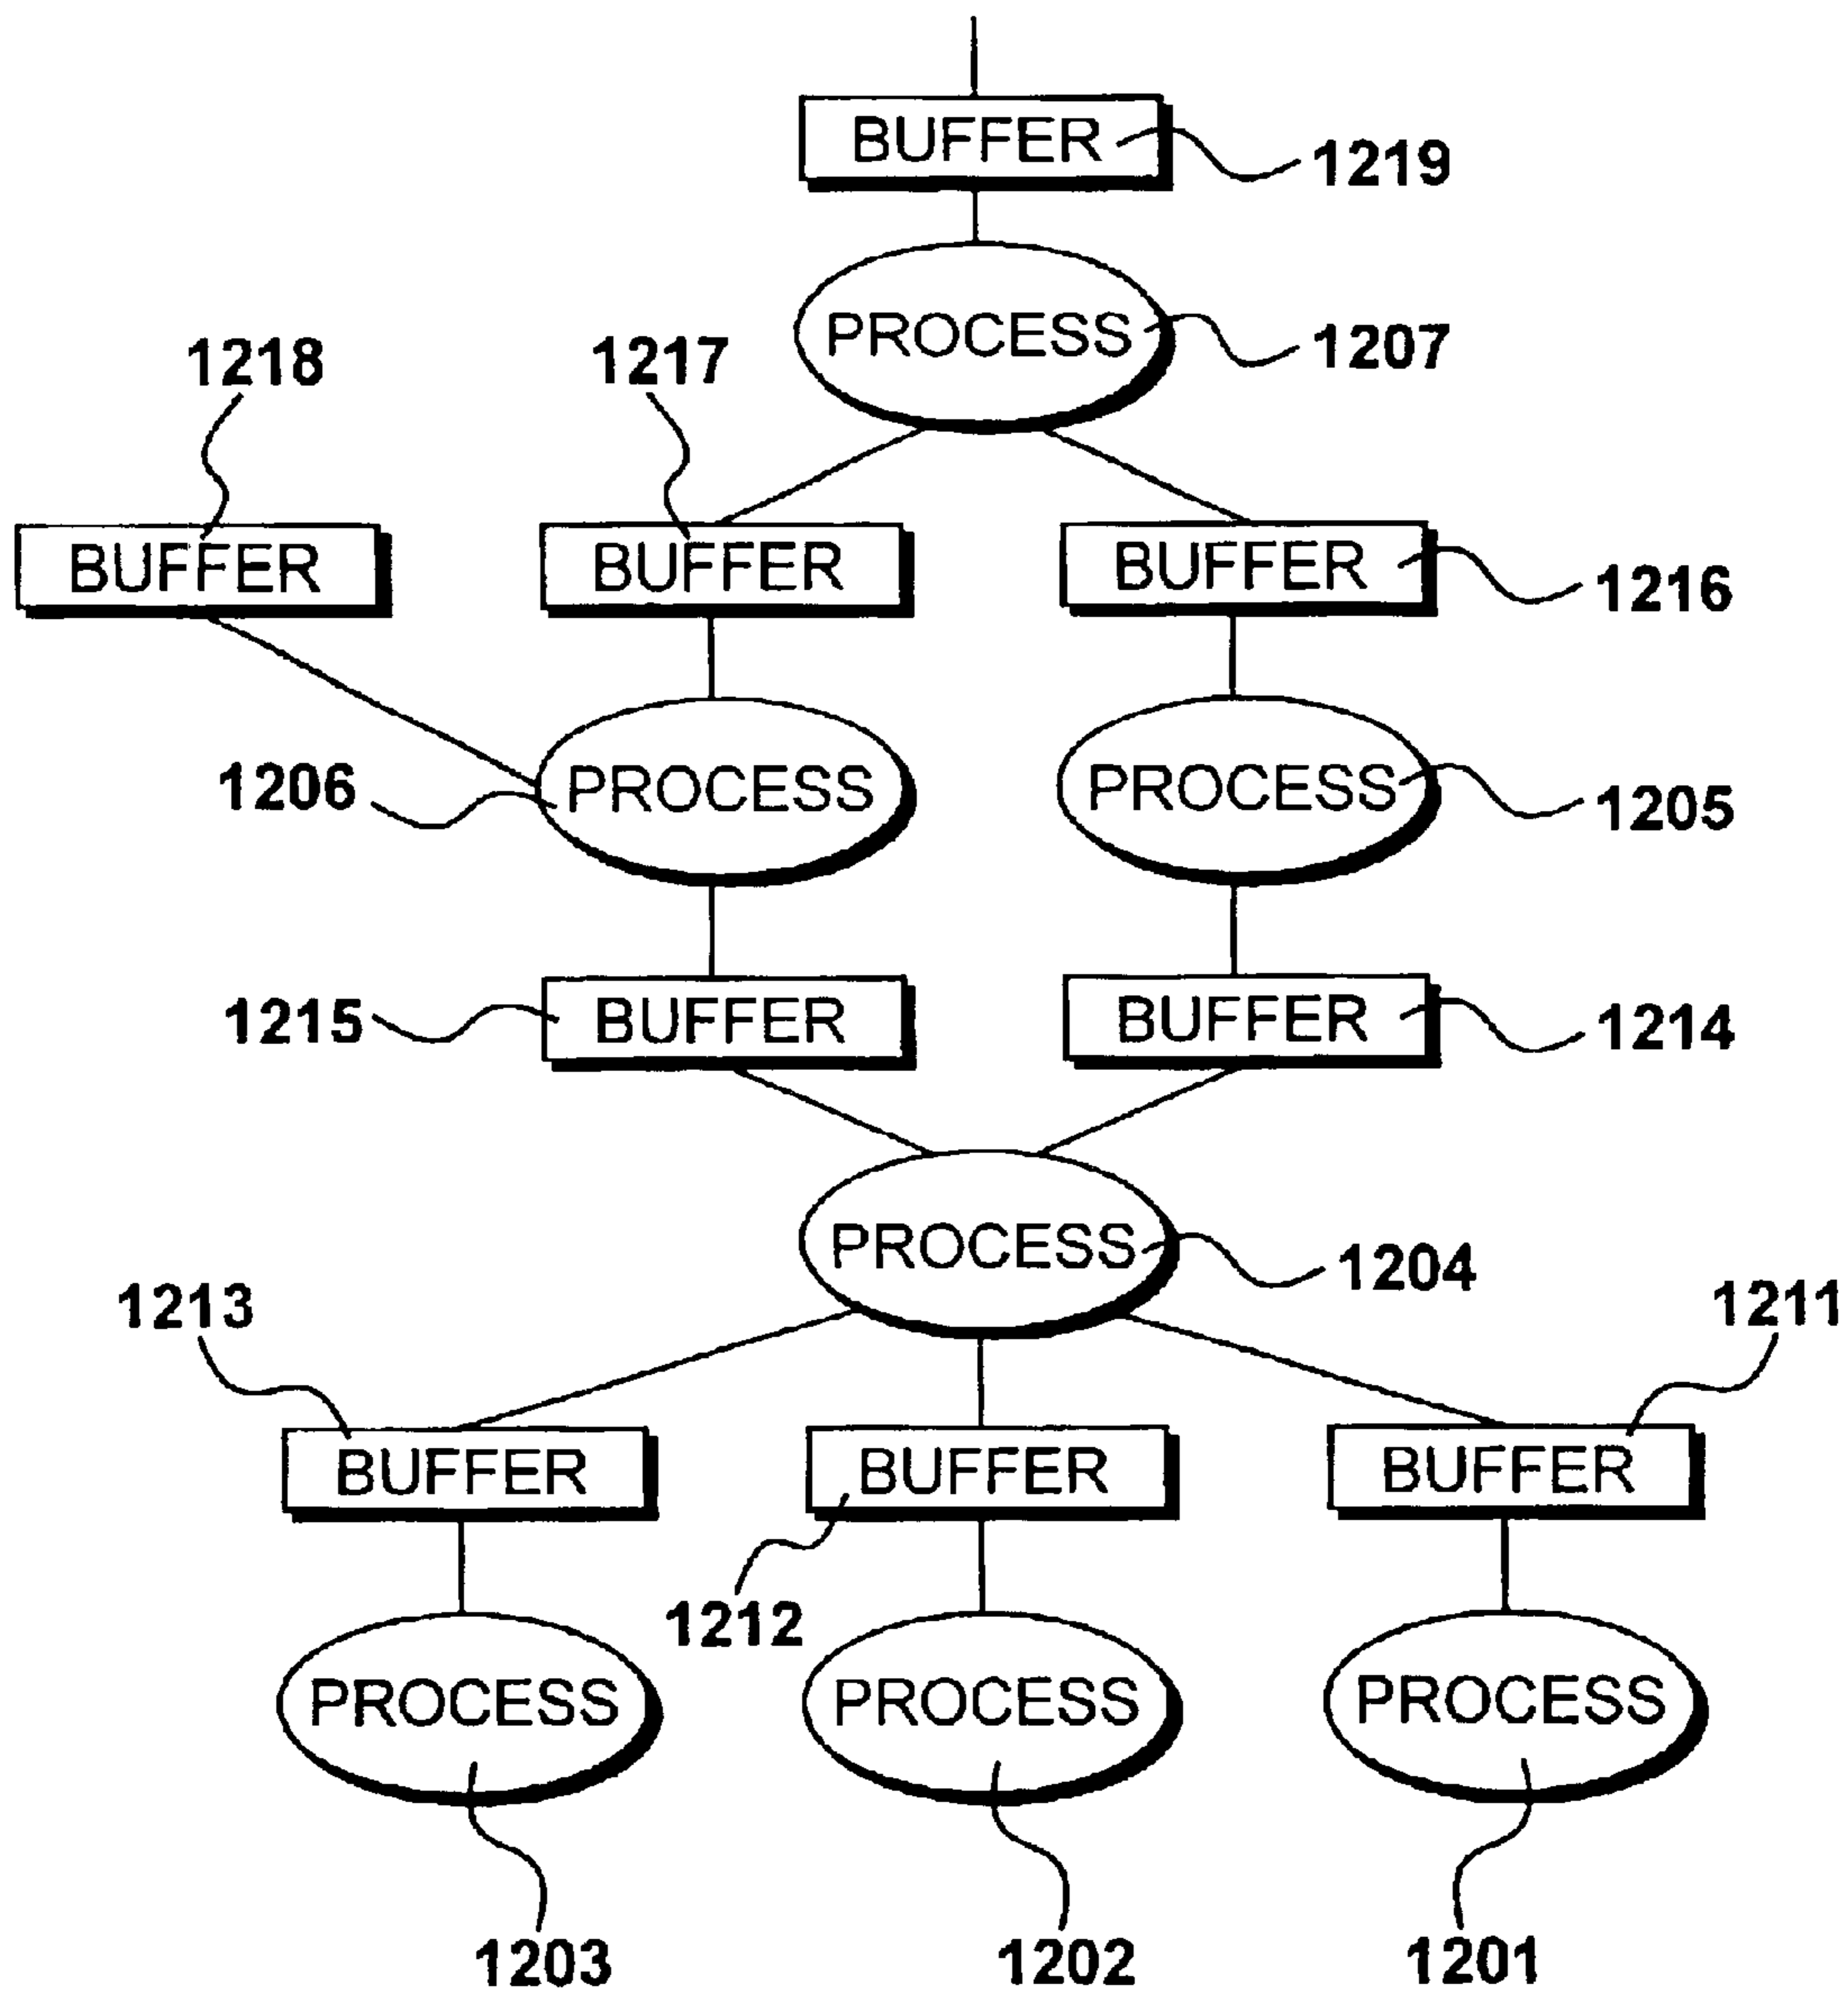 BUFFER
1219
PROCESS
1207
1218
1217
BUFFER
BUFFER
BUFFER
1216
1206
PROCESS
PROCESS
1205
1215
BUFFER
BUFFER
1214
PROCESS
1204
1213
1211
BUFFER
BUFFER
BUFFER
1212
PROCESS
PROCESS
PROCESS
1203
1202
1201